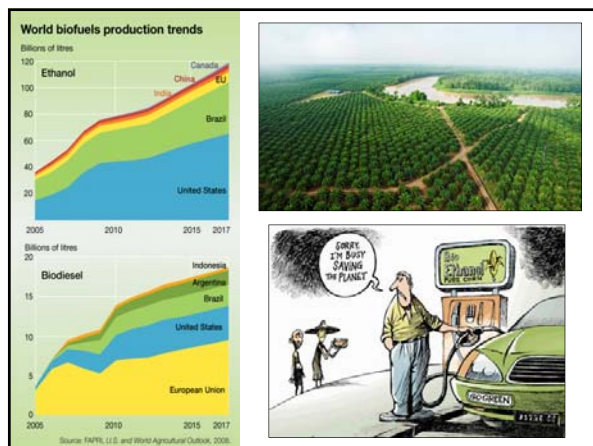 World biofuels production trends
Billions of litres
120
100
80
60
40
20
Ethanol
Canada
China
EU
India
Brazil
United States
2005
2010
2015
2017
Billions of litres
20
15
10
5
0
Biodiesel
Indonesia
Argentina
Brazil
United States
European Union
2005
2010
2015
2017
Source: FAPRI, U.S. and World Agricultural Outlook, 2008.
SORRY,
I'M BUSY
SAVING
THE PLANET
Bio
Ethanol
PURE CORN